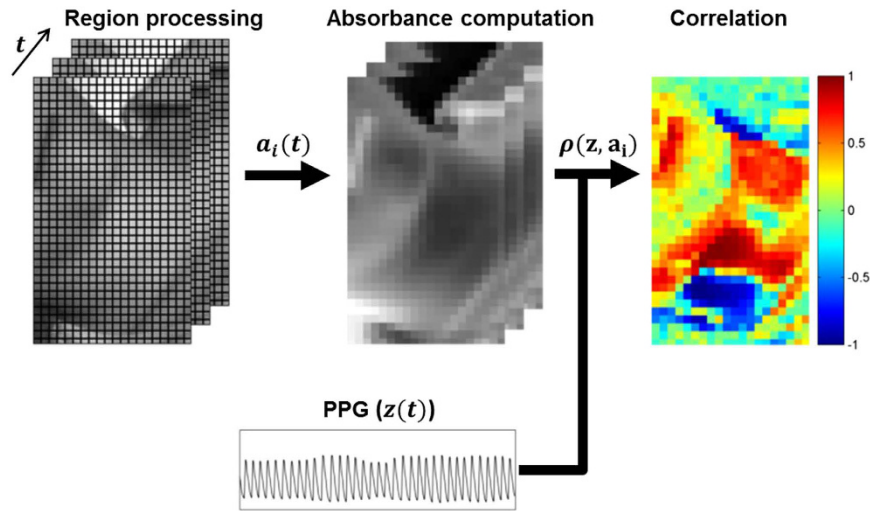 Region processing
Absorbance computation
Correlation
t
aᵢ(t)
ρ(z, aᵢ)
1
0.5
0
-0.5
-1
PPG (z(t))